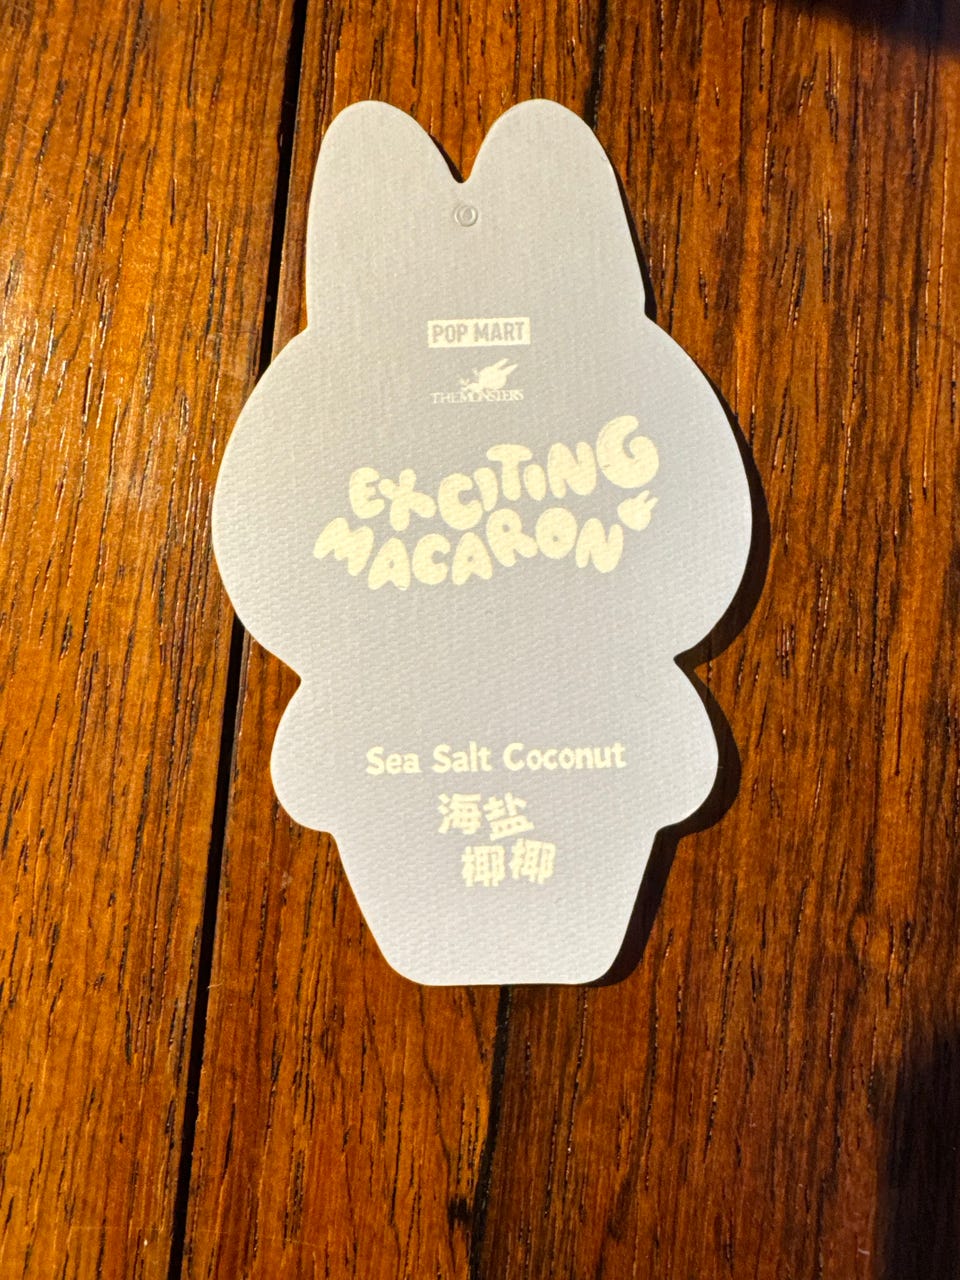 POP MART
THE MONSTERS
EXCITING
MACARON
Sea Salt Coconut
海盐
椰椰